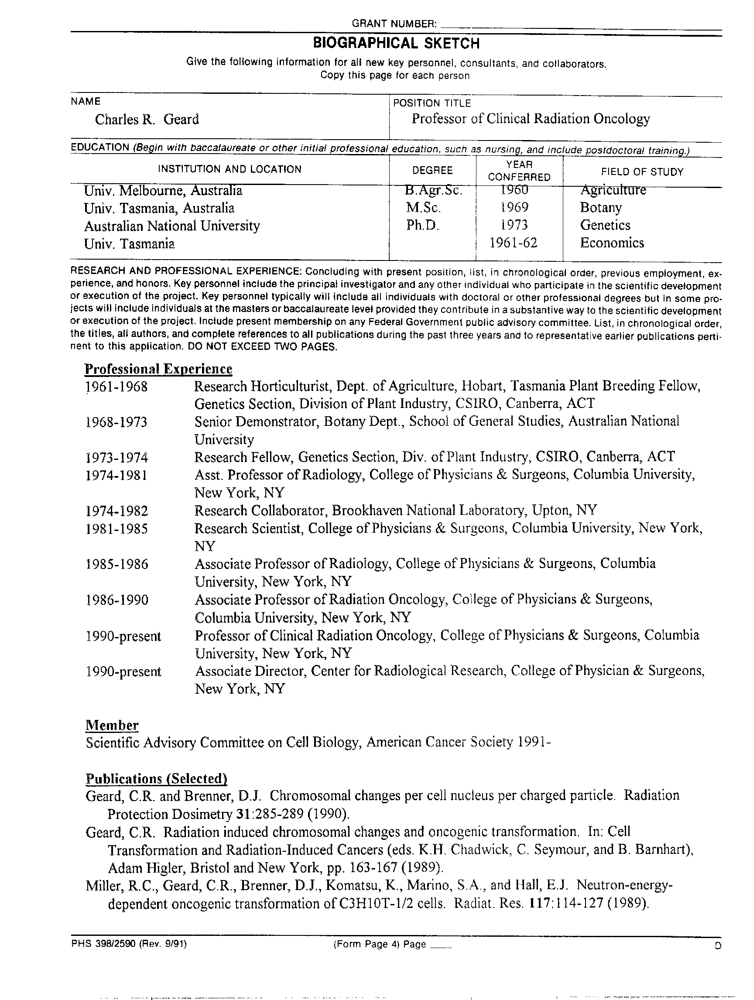 GRANT NUMBER:
BIOGRAPHICAL SKETCH
Give the following information for all new key personnel, consultants, and collaborators.
Copy this page for each person
NAME
POSITION TITLE
Charles R. Geard
Professor of Clinical Radiation Oncology
EDUCATION (Begin with baccalaureate or other initial professional education, such as nursing, and include postdoctoral training.)
INSTITUTION AND LOCATION DEGREE YEAR CONFERRED FIELD OF STUDY
Univ. Melbourne, Australia B.Agr.Sc. 1960 Agriculture
Univ. Tasmania, Australia M.Sc. 1969 Botany
Australian National University Ph.D. 1973 Genetics
Univ. Tasmania 1961-62 Economics
RESEARCH AND PROFESSIONAL EXPERIENCE: Concluding with present position, list, in chronological order, previous employment, ex-
perience, and honors. Key personnel include the principal investigator and any other individual who participate in the scientific development
or execution of the project. Key personnel typically will include all individuals with doctoral or other professional degrees but in some pro-
jects will include individuals at the masters or baccalaureate level provided they contribute in a substantive way to the scientific development
or execution of the project. Include present membership on any Federal Government public advisory committee. List, in chronological order,
the titles, all authors, and complete references to all publications during the past three years and to representative earlier publications perti-
nent to this application. DO NOT EXCEED TWO PAGES.
Professional Experience
1961-1968 Research Horticulturist, Dept. of Agriculture, Hobart, Tasmania Plant Breeding Fellow,
Genetics Section, Division of Plant Industry, CSIRO, Canberra, ACT
1968-1973 Senior Demonstrator, Botany Dept., School of General Studies, Australian National
University
1973-1974 Research Fellow, Genetics Section, Div. of Plant Industry, CSIRO, Canberra, ACT
1974-1981 Asst. Professor of Radiology, College of Physicians & Surgeons, Columbia University,
New York, NY
1974-1982 Research Collaborator, Brookhaven National Laboratory, Upton, NY
1981-1985 Research Scientist, College of Physicians & Surgeons, Columbia University, New York,
NY
1985-1986 Associate Professor of Radiology, College of Physicians & Surgeons, Columbia
University, New York, NY
1986-1990 Associate Professor of Radiation Oncology, College of Physicians & Surgeons,
Columbia University, New York, NY
1990-present Professor of Clinical Radiation Oncology, College of Physicians & Surgeons, Columbia
University, New York, NY
1990-present Associate Director, Center for Radiological Research, College of Physician & Surgeons,
New York, NY
Member
Scientific Advisory Committee on Cell Biology, American Cancer Society 1991-
Publications (Selected)
Geard, C.R. and Brenner, D.J. Chromosomal changes per cell nucleus per charged particle. Radiation
Protection Dosimetry 31:285-289 (1990).
Geard, C.R. Radiation induced chromosomal changes and oncogenic transformation. In: Cell
Transformation and Radiation-Induced Cancers (eds. K.H. Chadwick, C. Seymour, and B. Barnhart),
Adam Higler, Bristol and New York, pp. 163-167 (1989).
Miller, R.C., Geard, C.R., Brenner, D.J., Komatsu, K., Marino, S.A., and Hall, E.J. Neutron-energy-
dependent oncogenic transformation of C3H10T-1/2 cells. Radiat. Res. 117:114-127 (1989).
PHS 398/2590 (Rev. 9/91) (Form Page 4) Page D